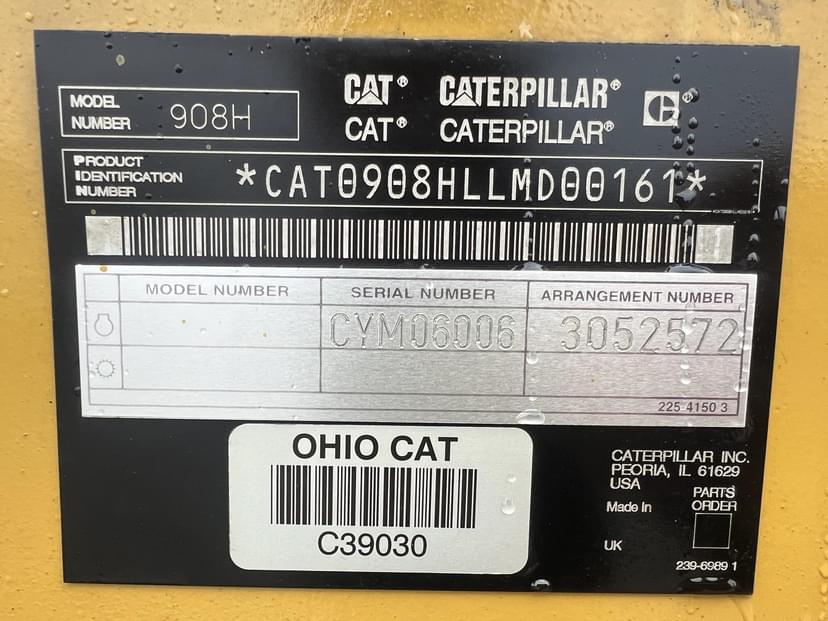 MODEL NUMBER 908H
CAT® CATERPILLAR®
CAT® CATERPILLAR®
PRODUCT IDENTIFICATION NUMBER
*CAT0908HLLMD00161*
MODEL NUMBER SERIAL NUMBER ARRANGEMENT NUMBER
CYM06006 3052572
225-4150 3
OHIO CAT
C39030
CATERPILLAR INC.
PEORIA, IL 61629
USA
Made In
UK
PARTS
ORDER
239-6989 1